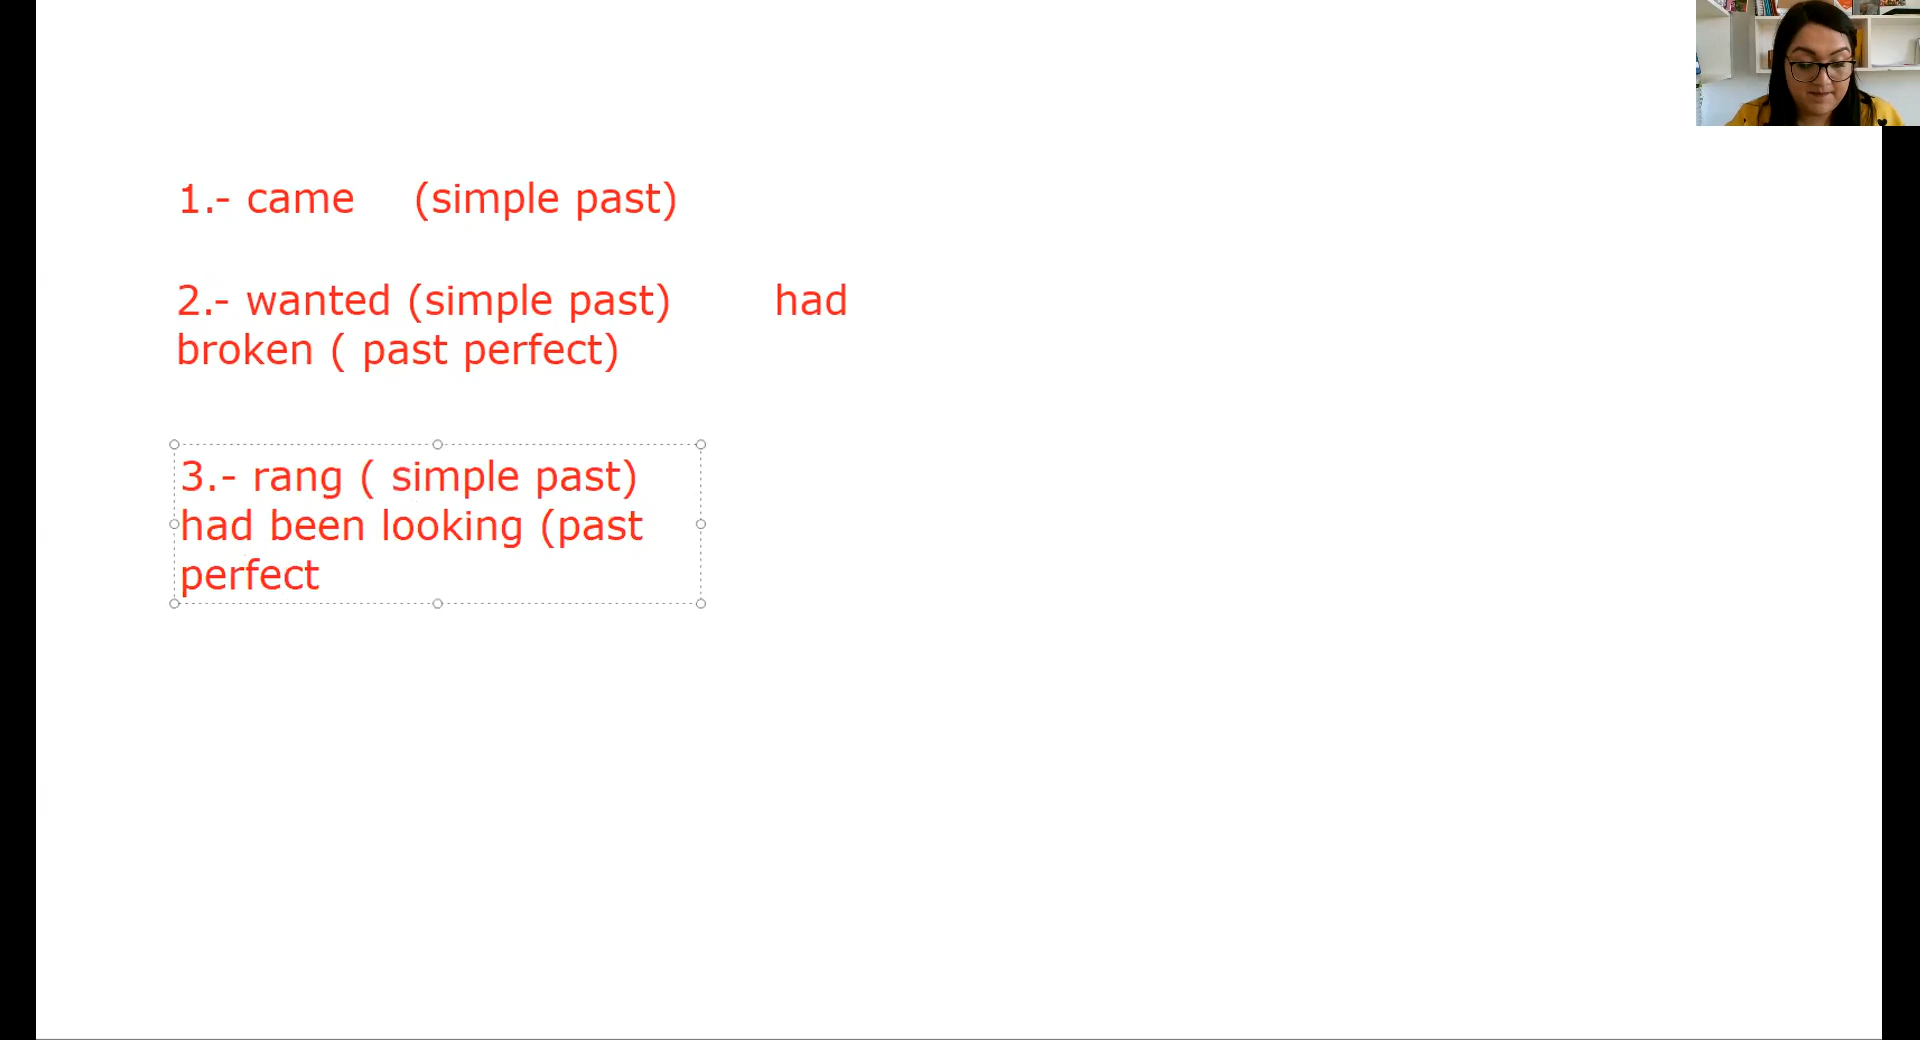 1.- came (simple past)
2.- wanted (simple past) had
broken ( past perfect)
3.- rang ( simple past)
had been looking (past
perfect